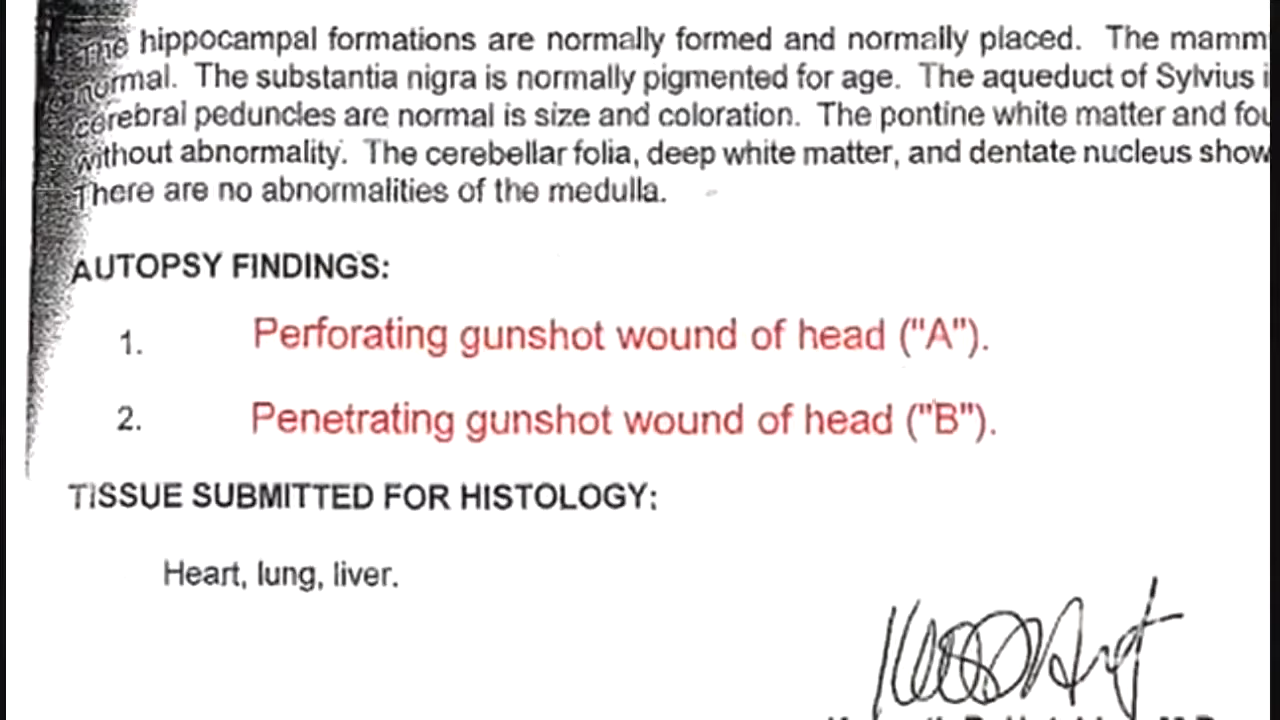 The hippocampal formations are normally formed and normally placed. The mamm
normal. The substantia nigra is normally pigmented for age. The aqueduct of Sylvius i
cerebral peduncles are normal is size and coloration. The pontine white matter and fou
without abnormality. The cerebellar folia, deep white matter, and dentate nucleus show
There are no abnormalities of the medulla.
AUTOPSY FINDINGS:
1. Perforating gunshot wound of head ("A").
2. Penetrating gunshot wound of head ("B").
TISSUE SUBMITTED FOR HISTOLOGY:
Heart, lung, liver.